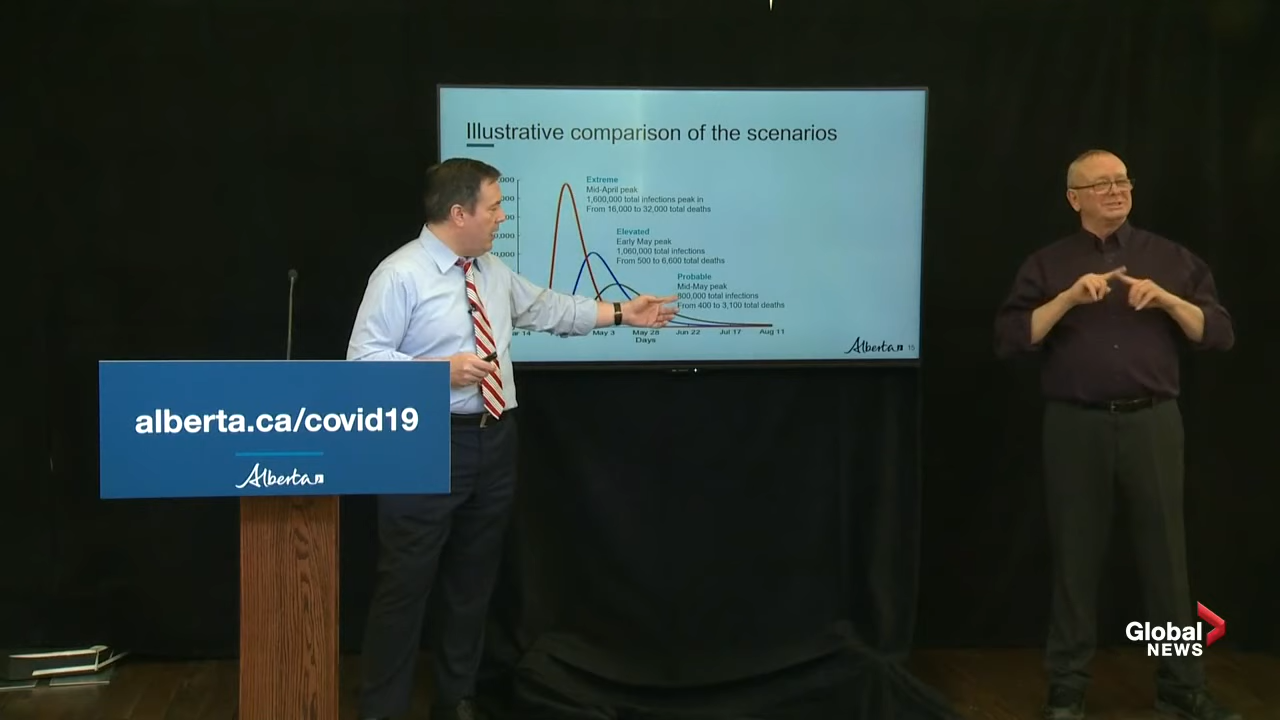 Illustrative comparison of the scenarios
Extreme
Mid-April peak
1,600,000 total infections peak in
From 16,000 to 32,000 total deaths
Elevated
Early May peak
1,060,000 total infections
From 500 to 6,600 total deaths
Probable
Mid-May peak
800,000 total infections
From 400 to 3,100 total deaths
May 3 May 28 Jun 22 Jul 17 Aug 11
Days
Alberta 15
alberta.ca/covid19
Alberta
Global
NEWS